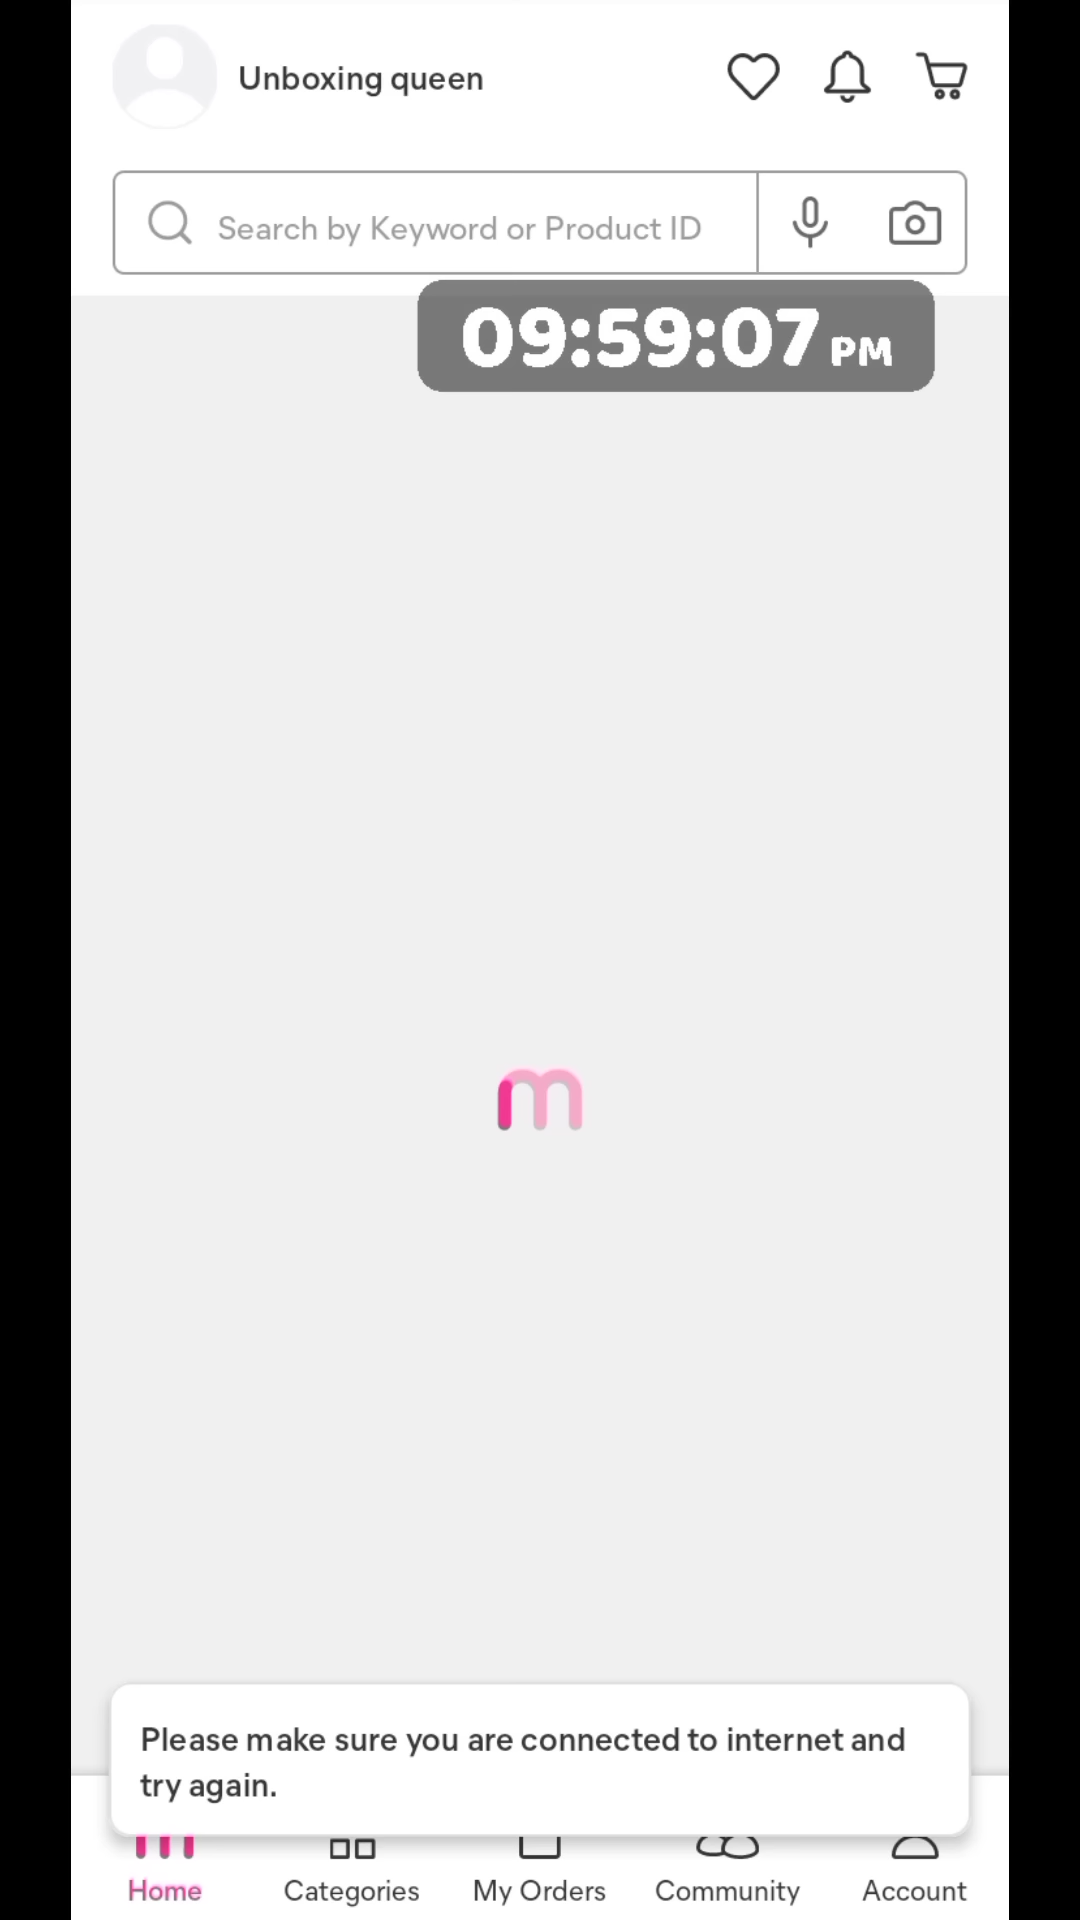 Unboxing queen
Search by Keyword or Product ID
09:59:07 PM
Please make sure you are connected to internet and
try again.
Home
Categories
My Orders
Community
Account